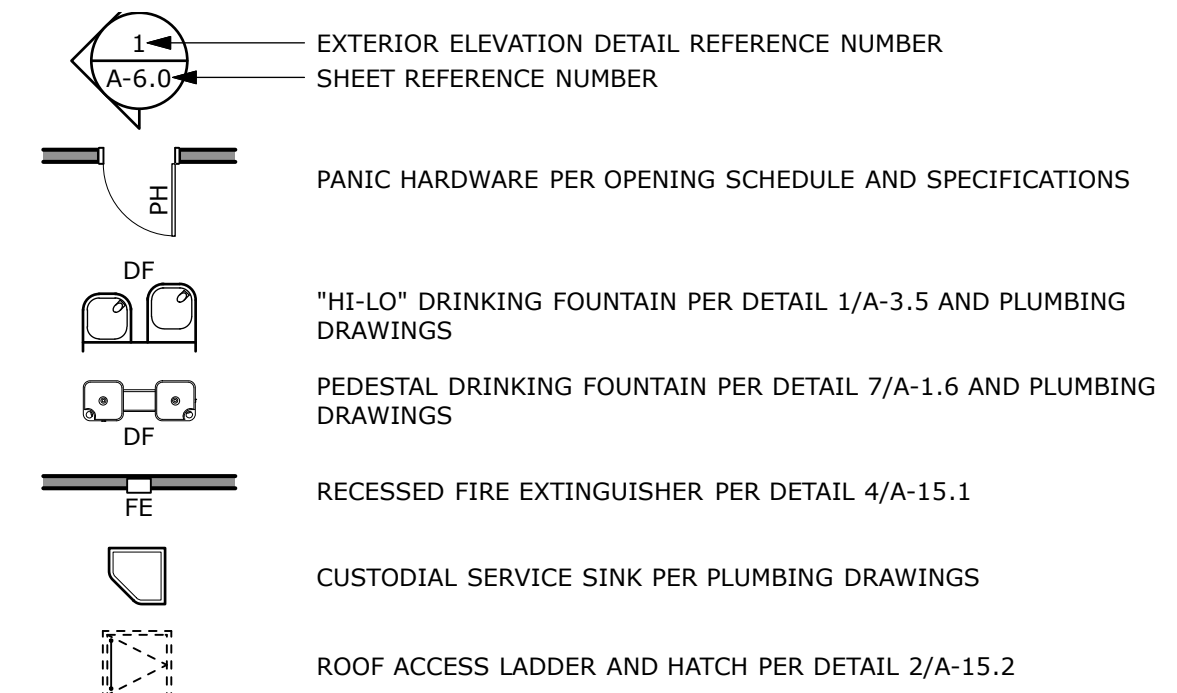 1
EXTERIOR ELEVATION DETAIL REFERENCE NUMBER
A-6.0
SHEET REFERENCE NUMBER
PH
PANIC HARDWARE PER OPENING SCHEDULE AND SPECIFICATIONS
DF
"HI-LO" DRINKING FOUNTAIN PER DETAIL 1/A-3.5 AND PLUMBING
DRAWINGS
PEDESTAL DRINKING FOUNTAIN PER DETAIL 7/A-1.6 AND PLUMBING
DRAWINGS
DF
RECESSED FIRE EXTINGUISHER PER DETAIL 4/A-15.1
FE
CUSTODIAL SERVICE SINK PER PLUMBING DRAWINGS
ROOF ACCESS LADDER AND HATCH PER DETAIL 2/A-15.2